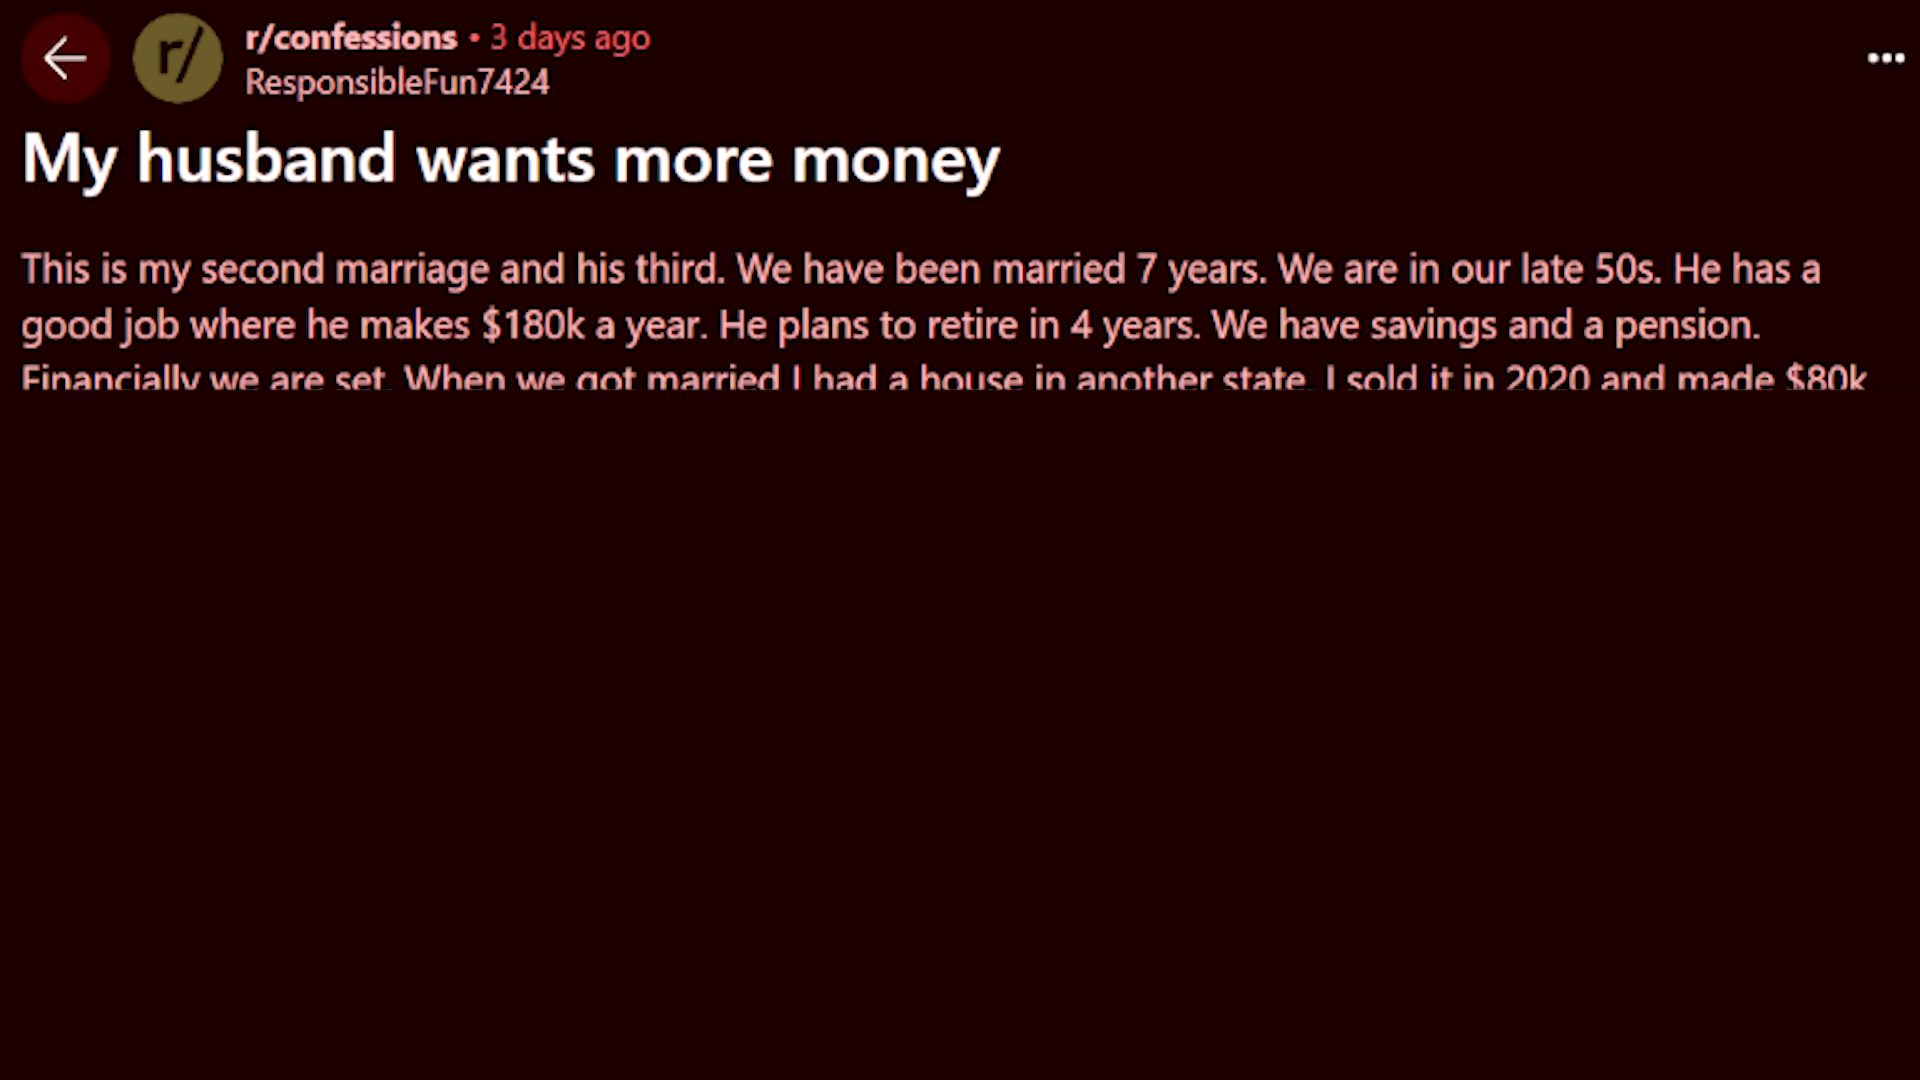 r/confessions • 3 days ago
r/
ResponsibleFun7424
My husband wants more money
This is my second marriage and his third. We have been married 7 years. We are in our late 50s. He has a
good job where he makes $180k a year. He plans to retire in 4 years. We have savings and a pension.
Financially we are set. When we got married I had a house in another state. I sold it in 2020 and made $80k